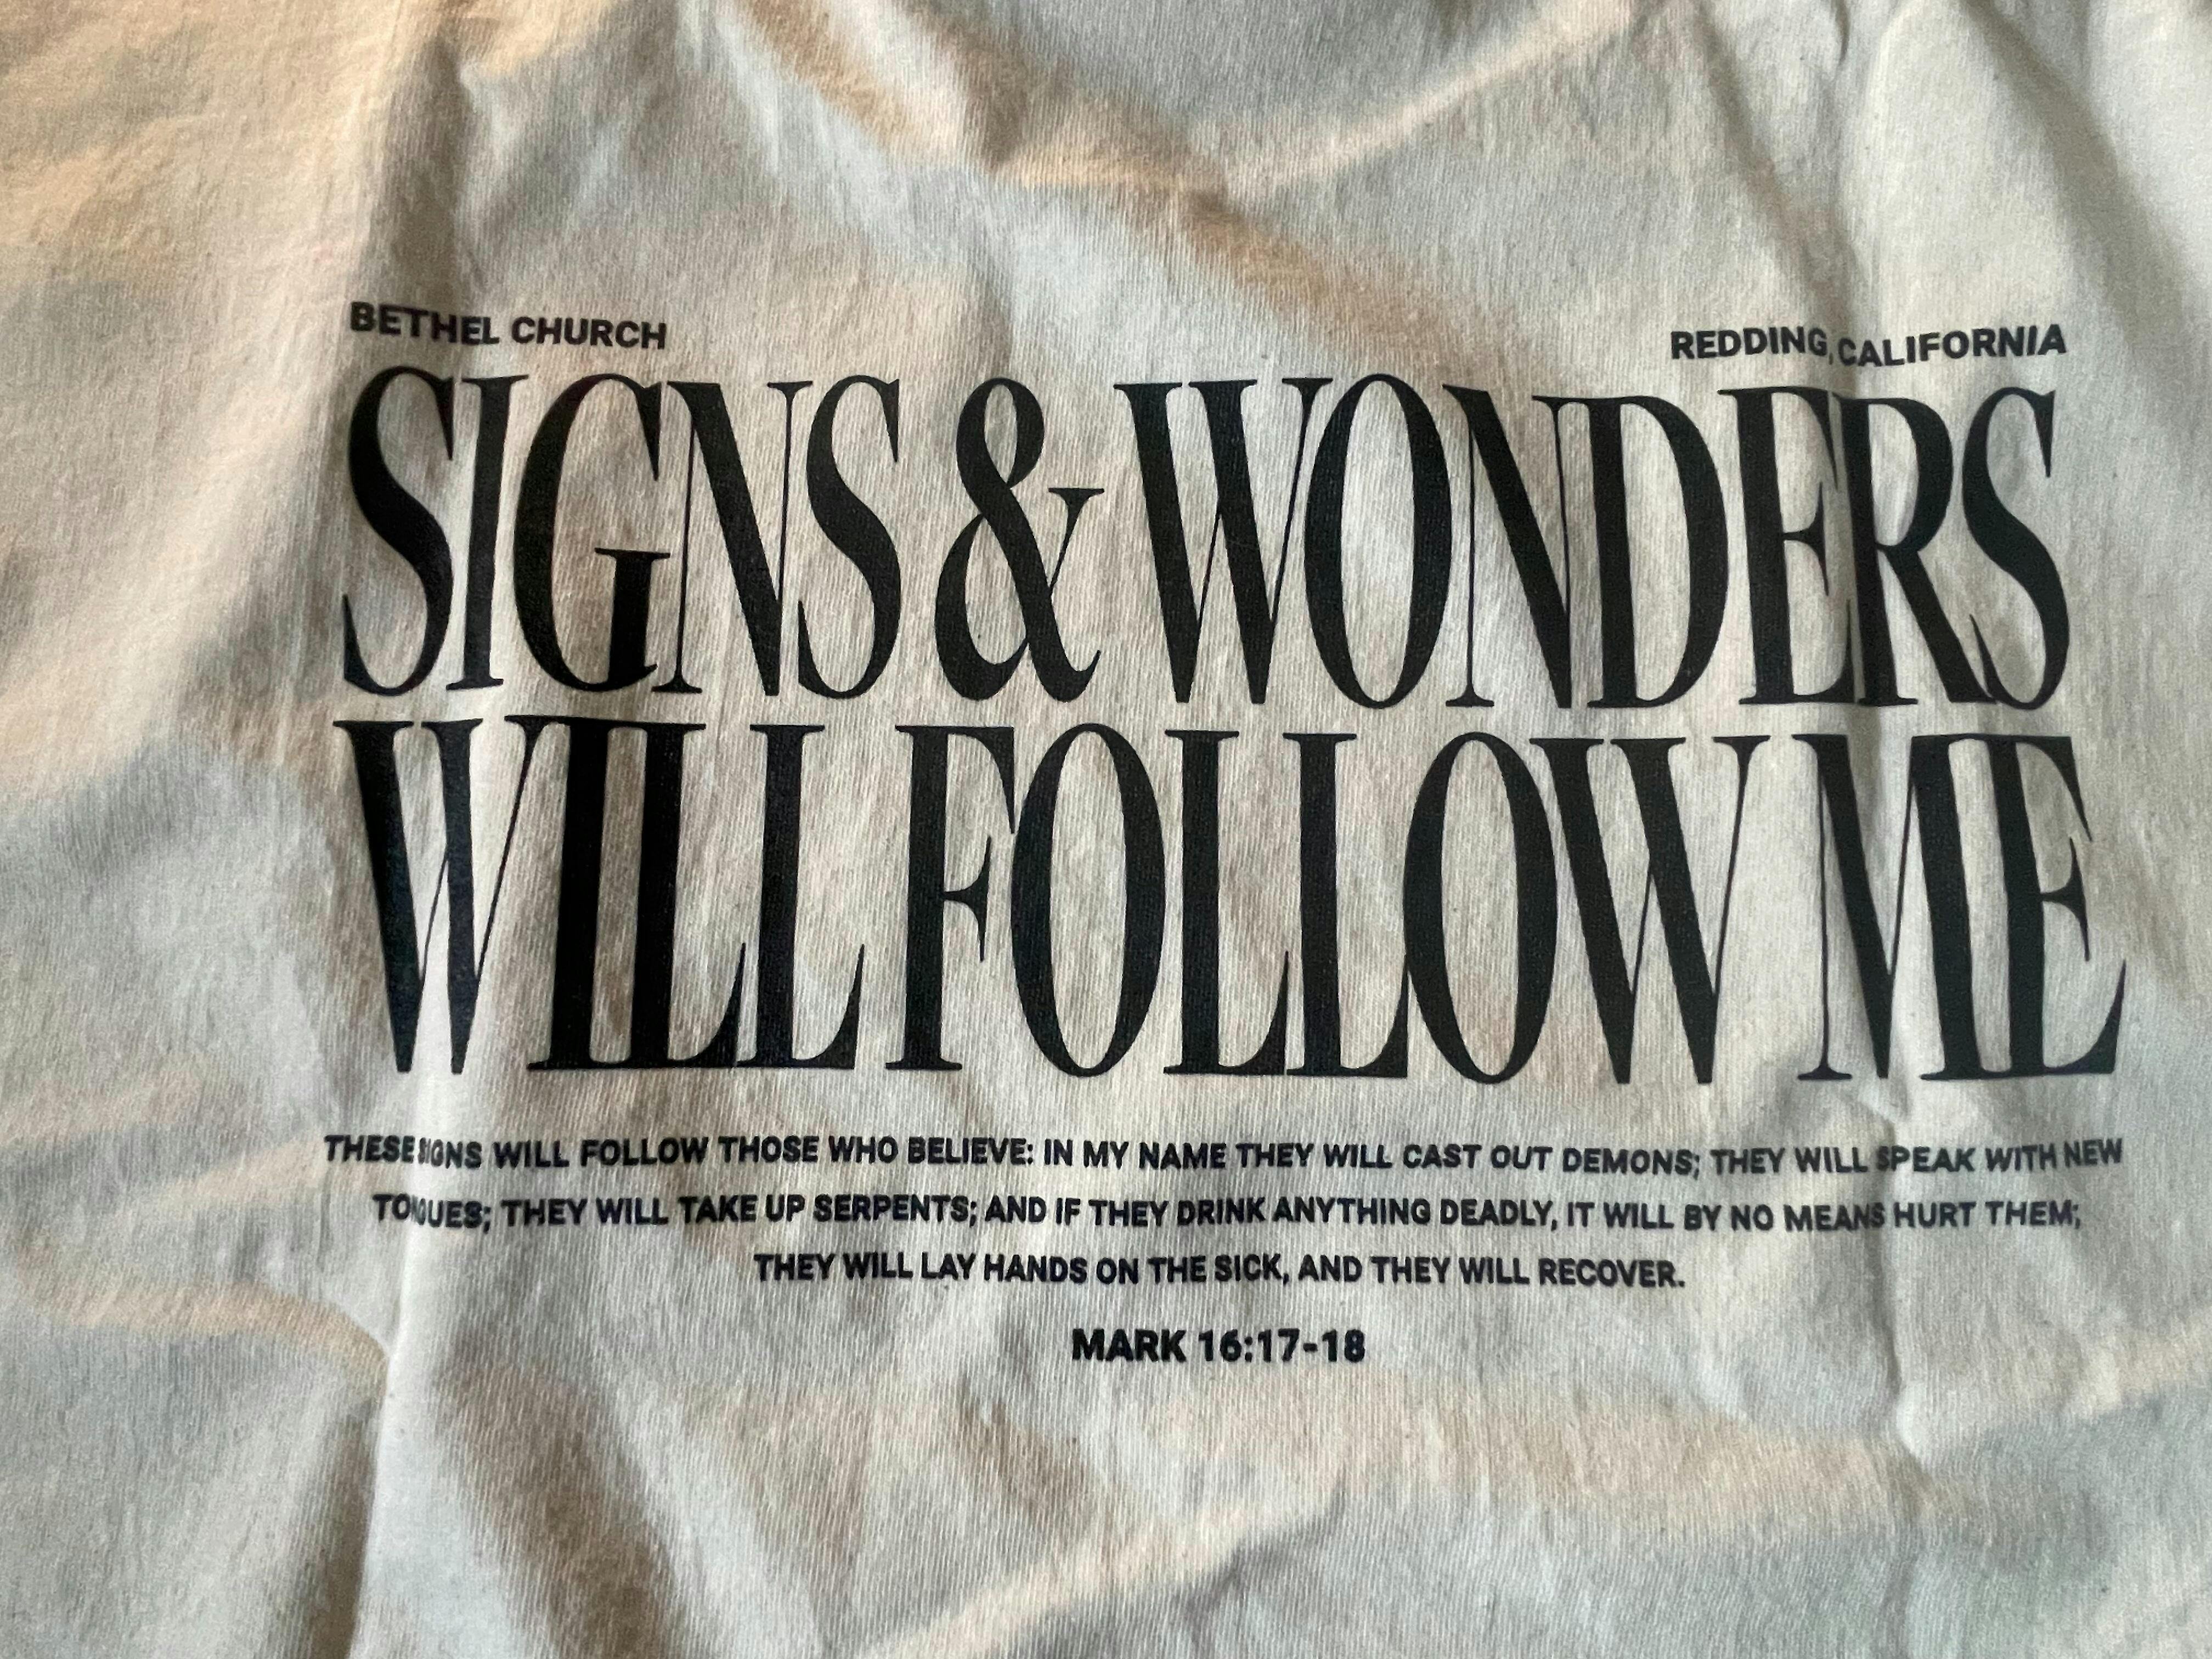 BETHEL CHURCH REDDING, CALIFORNIA
SIGNS & WONDERS
WILL FOLLOW ME
THESE SIGNS WILL FOLLOW THOSE WHO BELIEVE: IN MY NAME THEY WILL CAST OUT DEMONS; THEY WILL SPEAK WITH NEW
TONGUES; THEY WILL TAKE UP SERPENTS; AND IF THEY DRINK ANYTHING DEADLY, IT WILL BY NO MEANS HURT THEM;
THEY WILL LAY HANDS ON THE SICK, AND THEY WILL RECOVER.
MARK 16:17-18